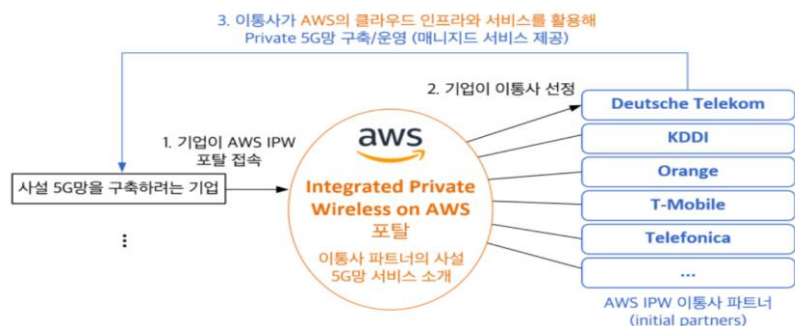 3. 이통사가 AWS의 클라우드 인프라와 서비스를 활용해
Private 5G망 구축/운영 (매니지드 서비스 제공)
2. 기업이 이통사 선정
1. 기업이 AWS IPW
포탈 접속
사설 5G망을 구축하려는 기업
⋮
aws
Integrated Private
Wireless on AWS
포탈
이통사 파트너의 사설
5G망 서비스 소개
Deutsche Telekom
KDDI
Orange
T-Mobile
Telefonica
...
AWS IPW 이통사 파트너
(initial partners)